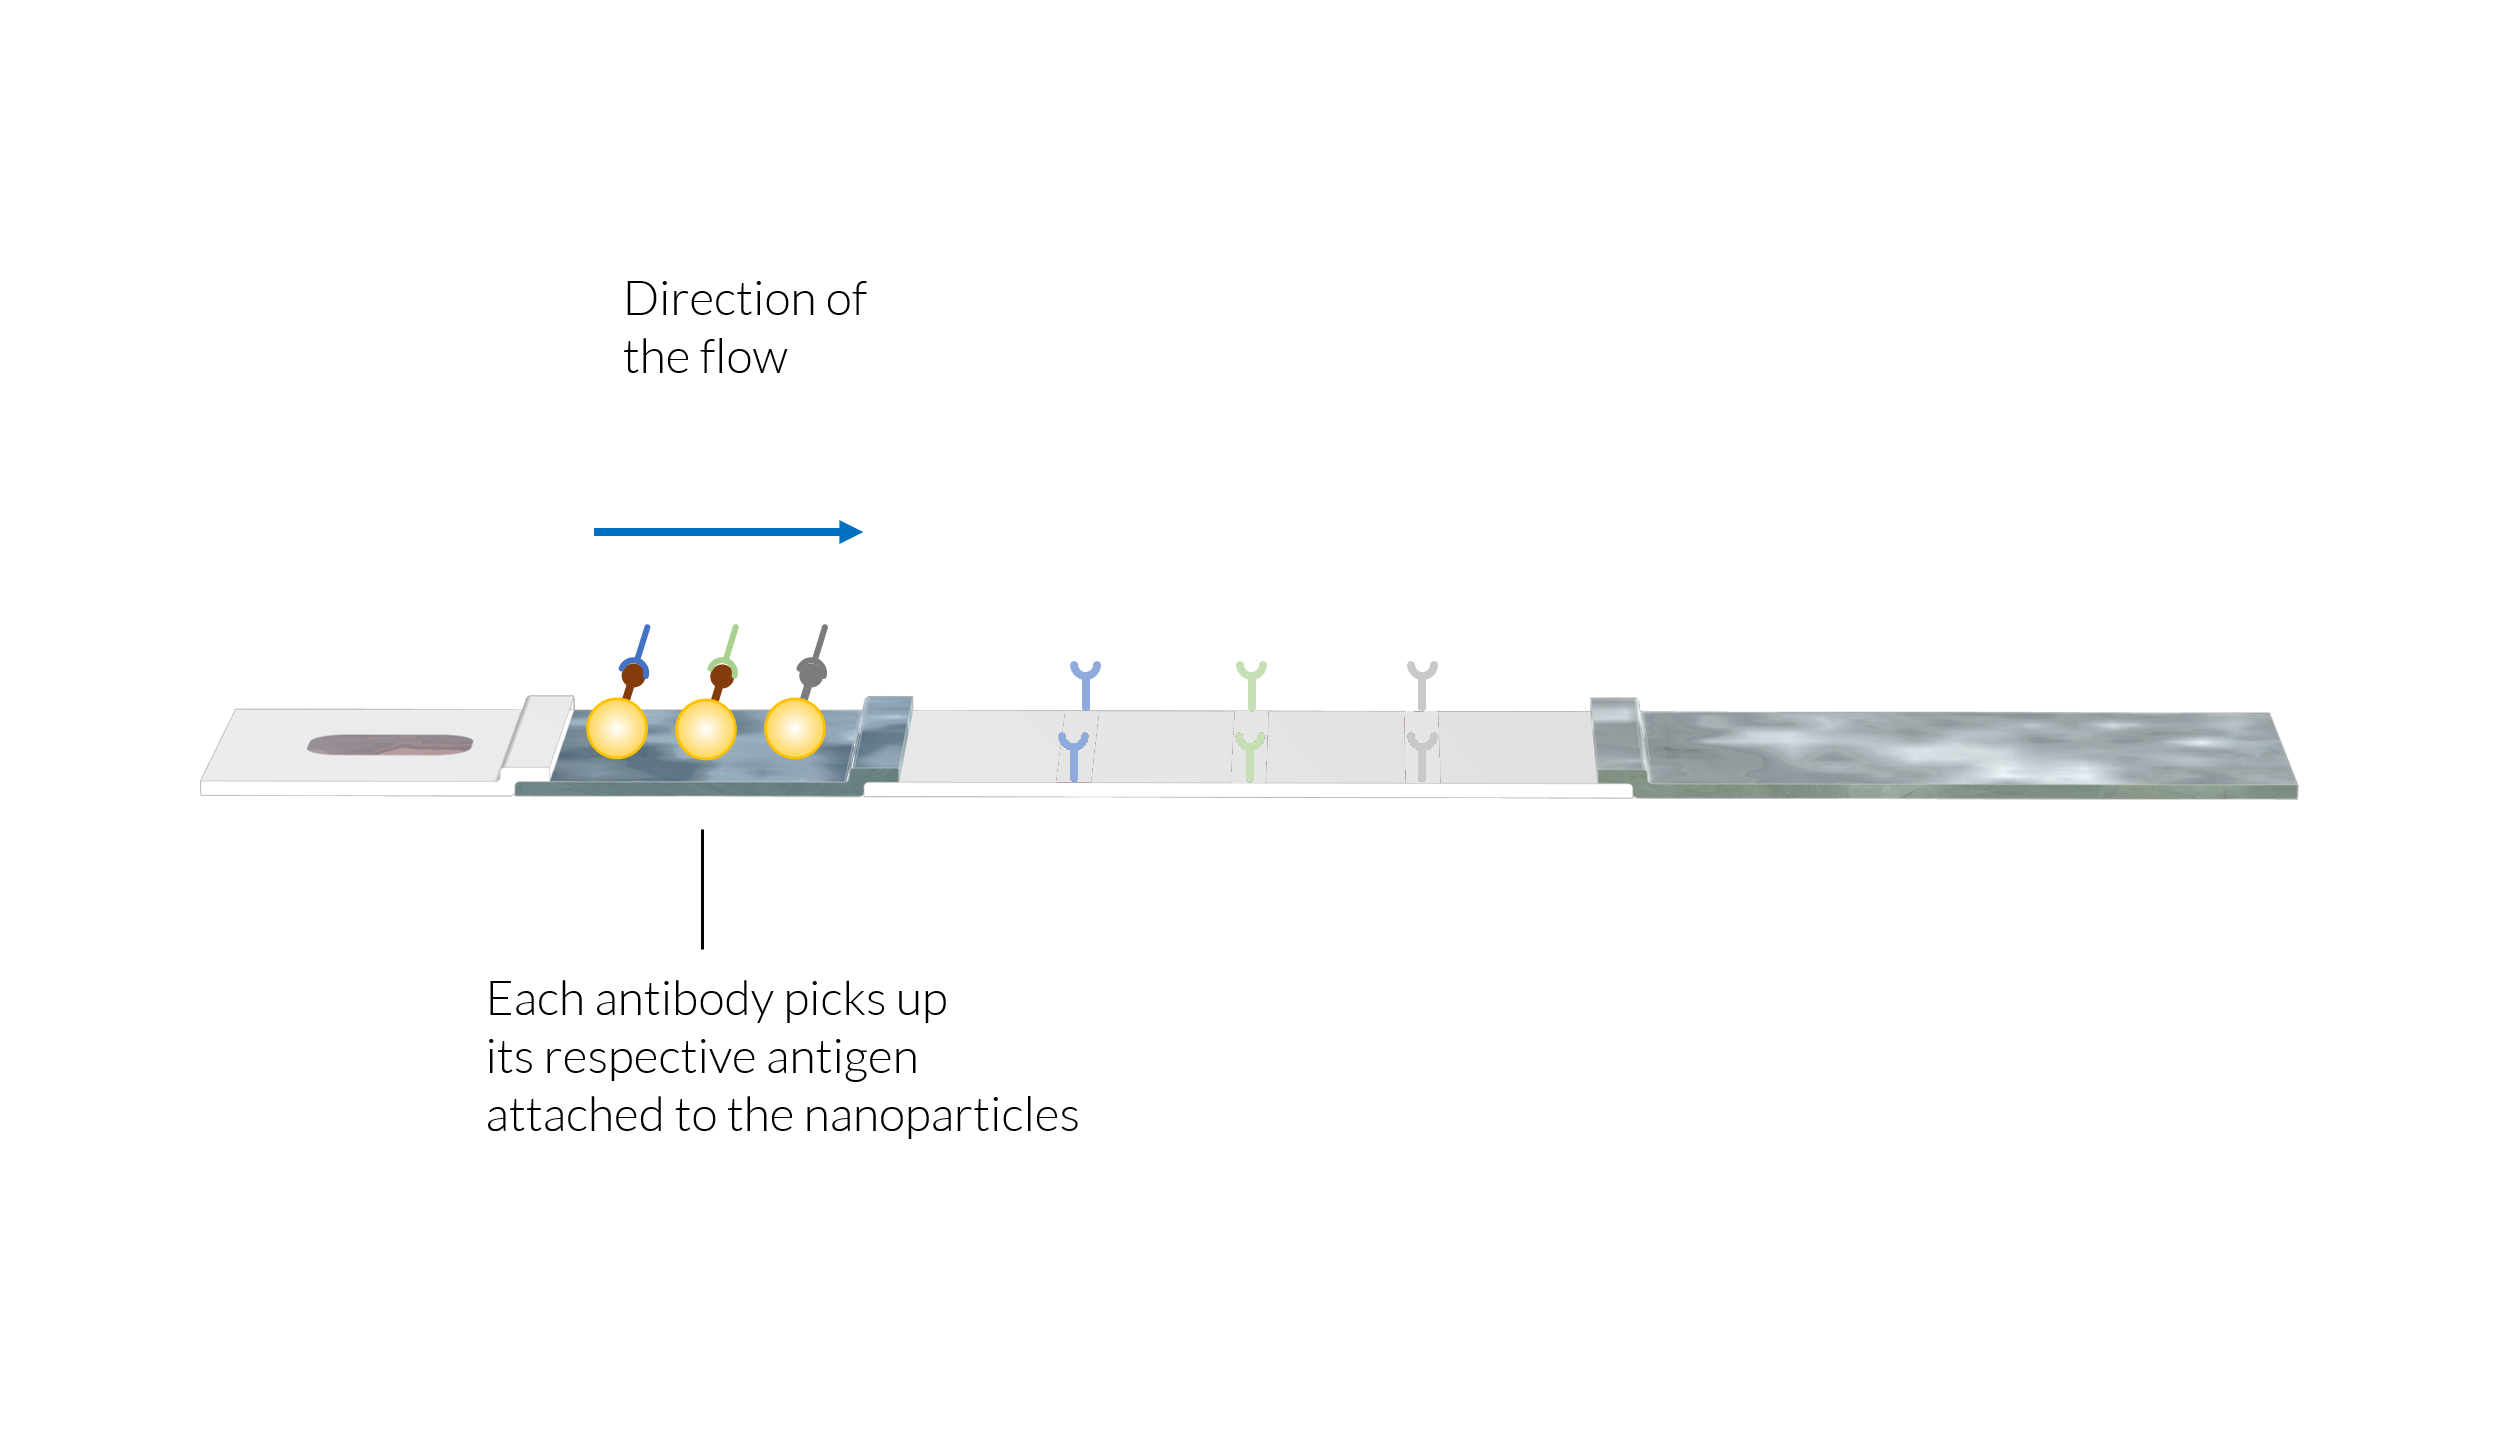 Direction of
the flow
Each antibody picks up
its respective antigen
attached to the nanoparticles